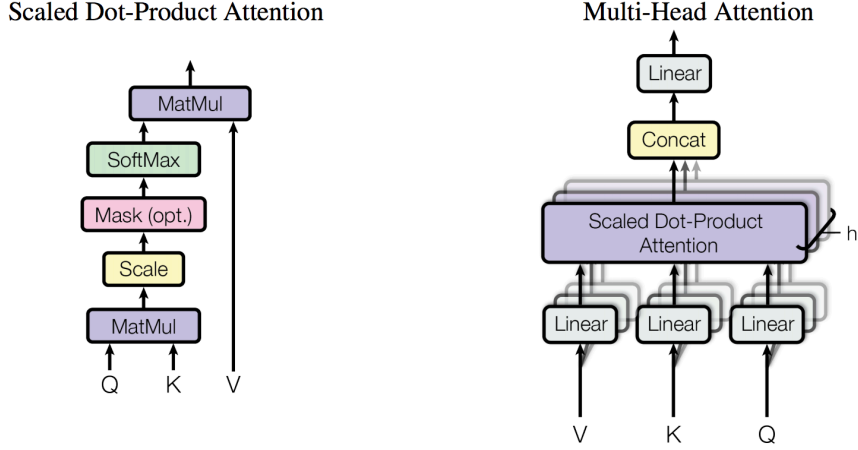 Scaled Dot-Product Attention
MatMul
SoftMax
Mask (opt.)
Scale
MatMul
Q K V
Multi-Head Attention
Linear
Concat
Scaled Dot-Product
Attention
h
Linear Linear Linear
V K Q